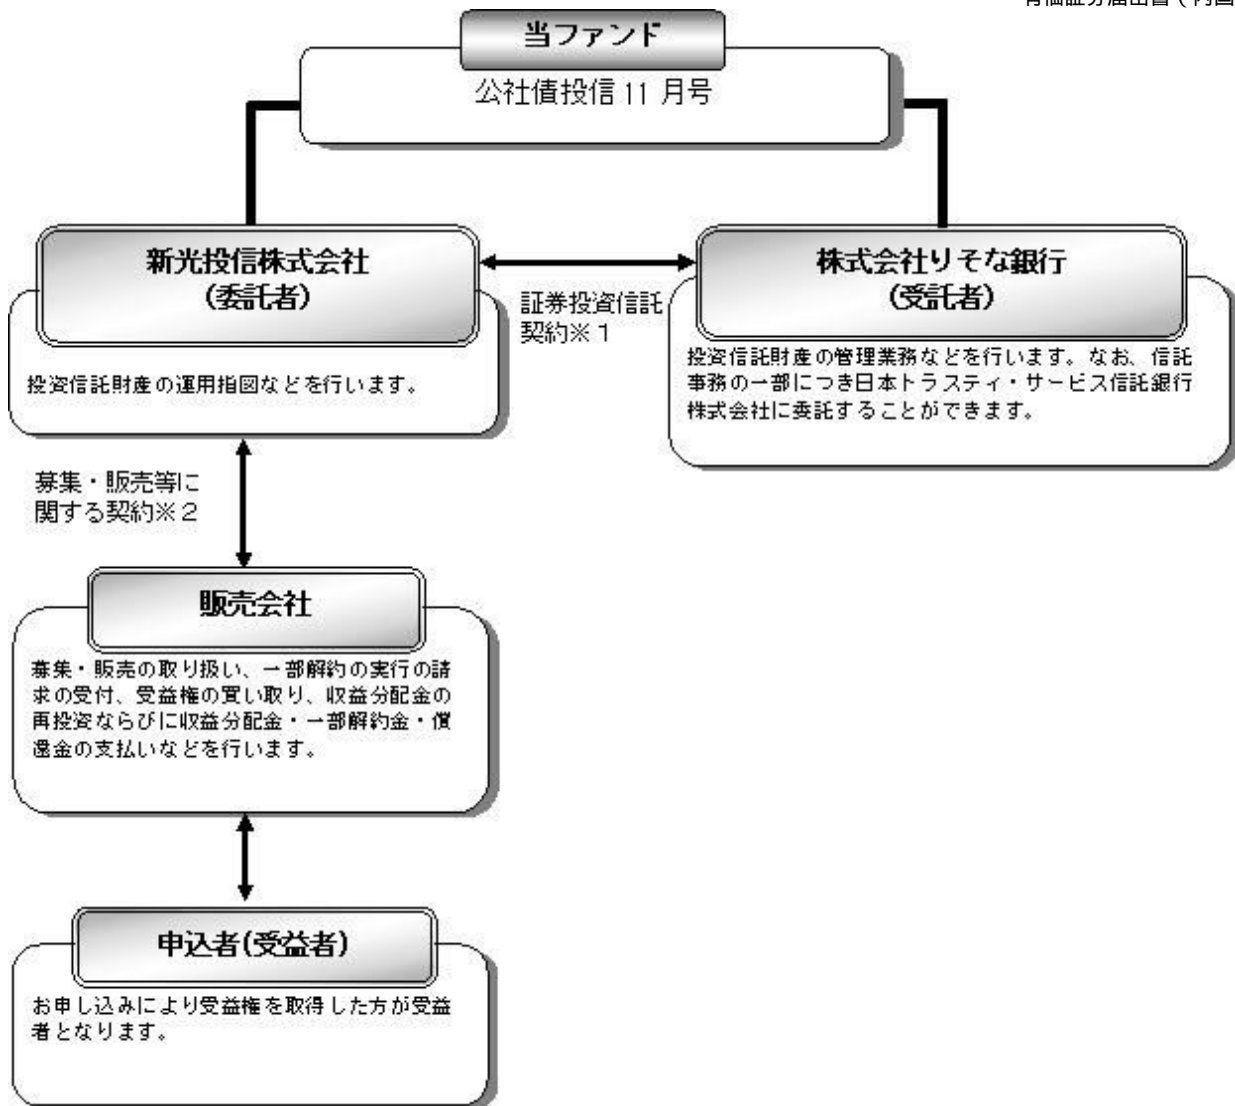 有価証券届出書(内国
当ファンド
公社債投信11月号
新光投信株式会社
(委託者)
投資信託財産の運用指図などを行います。
証券投資信託
契約※1
株式会社りそな銀行
(受託者)
投資信託財産の管理業務などを行います。なお、信託
事務の一部につき日本トラスティ・サービス信託銀行
株式会社に委託することができます。
募集・販売等に
関する契約※2
販売会社
募集・販売の取り扱い、一部解約の実行の請
求の受付、受益権の買い取り、収益分配金の
再投資ならびに収益分配金・一部解約金・償
還金の支払いなどを行います。
申込者(受益者)
お申し込みにより受益権を取得した方が受益
者となります。